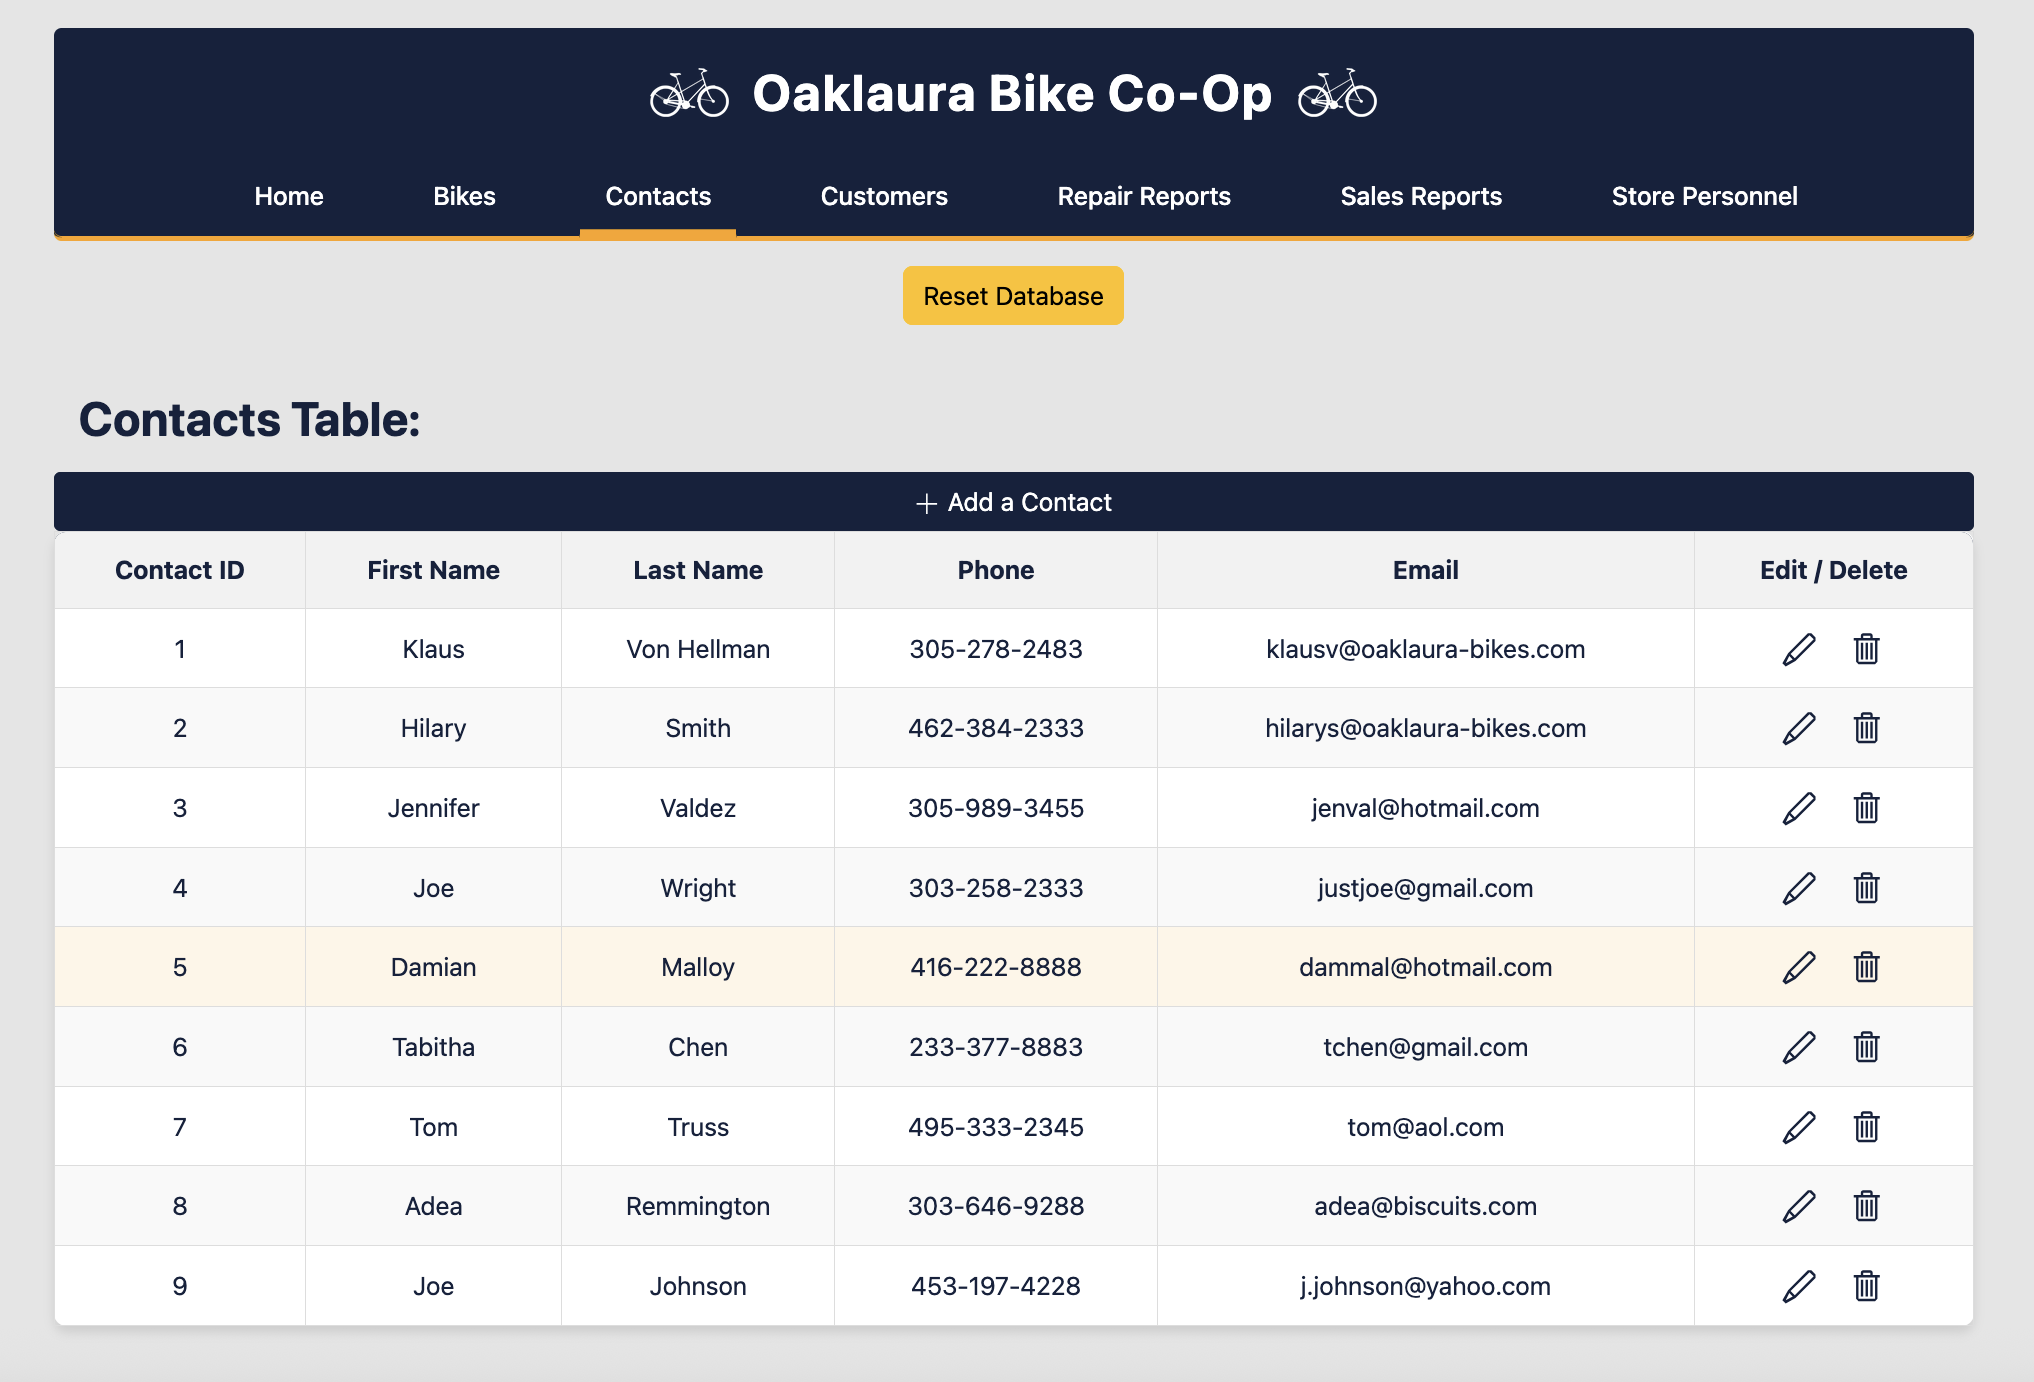 Oaklaura Bike Co-Op
Home Bikes Contacts Customers Repair Reports Sales Reports Store Personnel
Reset Database
Contacts Table:
+ Add a Contact
Contact ID First Name Last Name Phone Email Edit / Delete
1 Klaus Von Hellman 305-278-2483 klausv@oaklaura-bikes.com
2 Hilary Smith 462-384-2333 hilarys@oaklaura-bikes.com
3 Jennifer Valdez 305-989-3455 jenval@hotmail.com
4 Joe Wright 303-258-2333 justjoe@gmail.com
5 Damian Malloy 416-222-8888 dammal@hotmail.com
6 Tabitha Chen 233-377-8883 tchen@gmail.com
7 Tom Truss 495-333-2345 tom@aol.com
8 Adea Remmington 303-646-9288 adea@biscuits.com
9 Joe Johnson 453-197-4228 j.johnson@yahoo.com